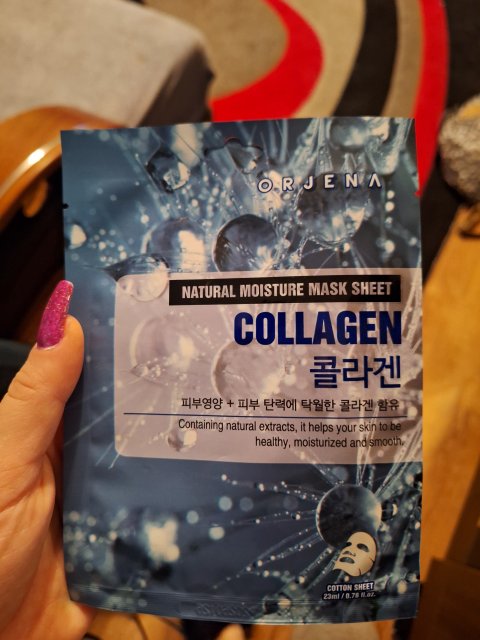 ORJENA
NATURAL MOISTURE MASK SHEET
COLLAGEN
콜라겐
피부영양 + 피부 탄력에 탁월한 콜라겐 함유
Containing natural extracts, it helps your skin to be
healthy, moisturized and smooth.
COTTON SHEET
23ml / 0.78 fl.oz.